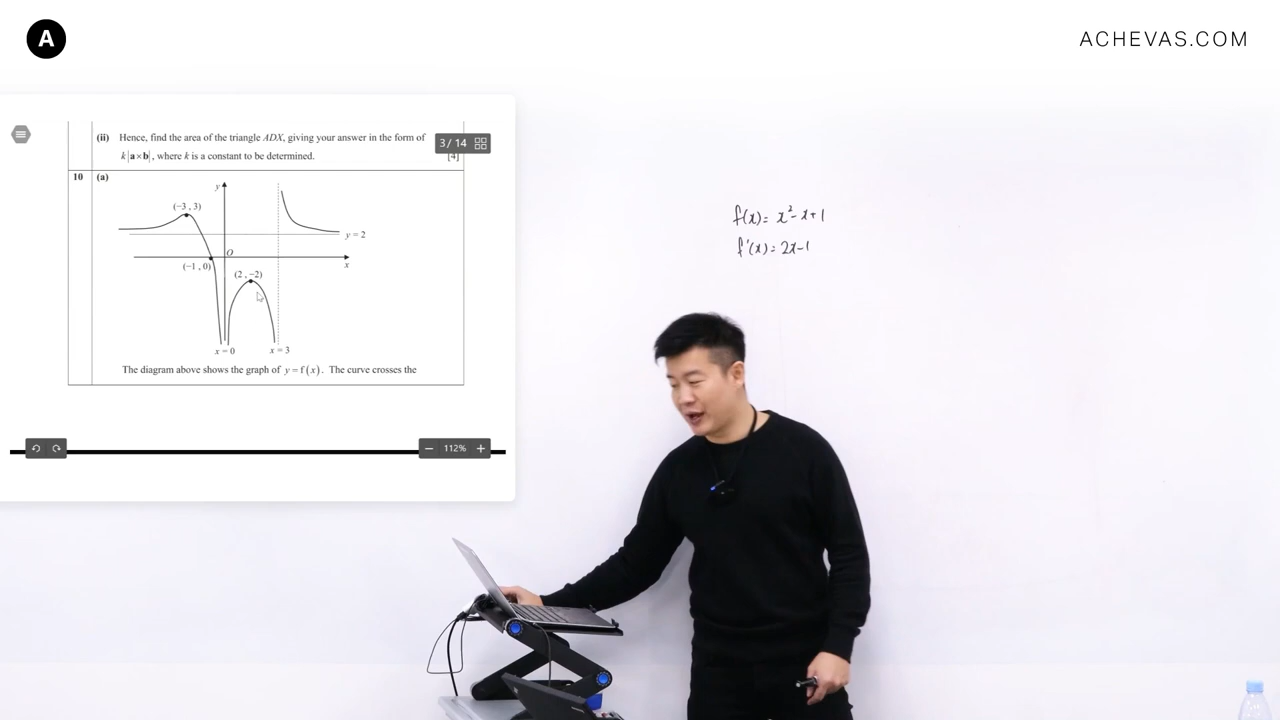 A
ACHEVAS.COM
(ii) Hence, find the area of the triangle ADX, giving your answer in the form of
k|a×b|, where k is a constant to be determined. [4]
3 / 14
10 (a)
y
(−3 , 3)
y = 2
O
x
(−1 , 0)
(2 , −2)
x = 0
x = 3
The diagram above shows the graph of y = f(x). The curve crosses the
112%
f(x) = x² − x + 1
f'(x) = 2x − 1